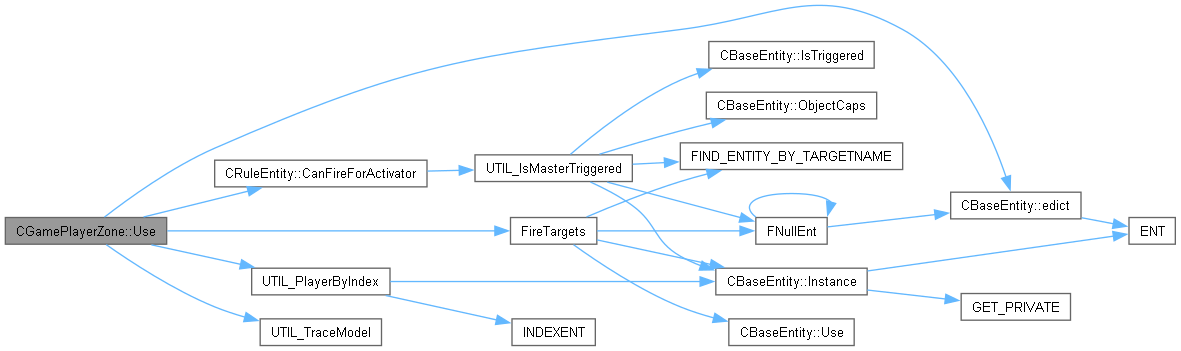 CGamePlayerZone::Use
CRuleEntity::CanFireForActivator
FireTargets
UTIL_PlayerByIndex
UTIL_TraceModel
UTIL_IsMasterTriggered
INDEXENT
CBaseEntity::IsTriggered
CBaseEntity::ObjectCaps
FIND_ENTITY_BY_TARGETNAME
FNullEnt
CBaseEntity::Instance
CBaseEntity::Use
CBaseEntity::edict
GET_PRIVATE
ENT